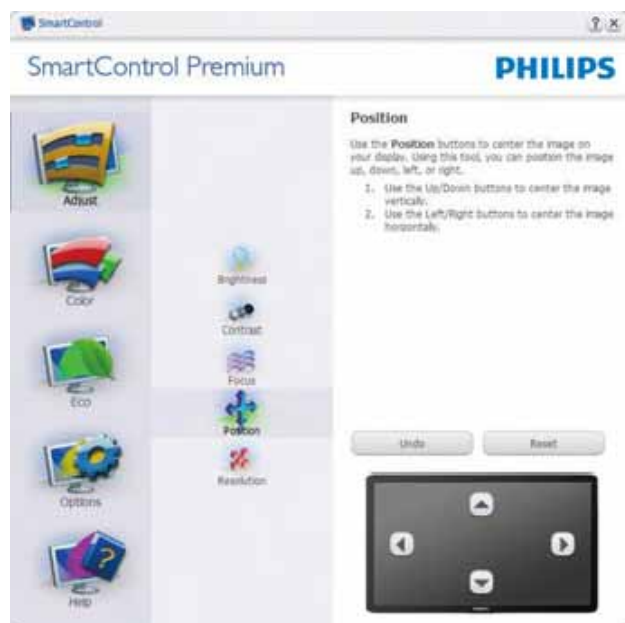 SmartControl
? ×
SmartControl Premium
PHILIPS
Adjust
Color
Eco
Options
Help
Brightness
Contrast
Focus
Position
Resolution
Position
Use the Position buttons to center the image on
your display. Using this tool, you can position the image
up, down, left, or right.
1. Use the Up/Down buttons to center the image
vertically.
2. Use the Left/Right buttons to center the image
horizontally.
Undo
Reset